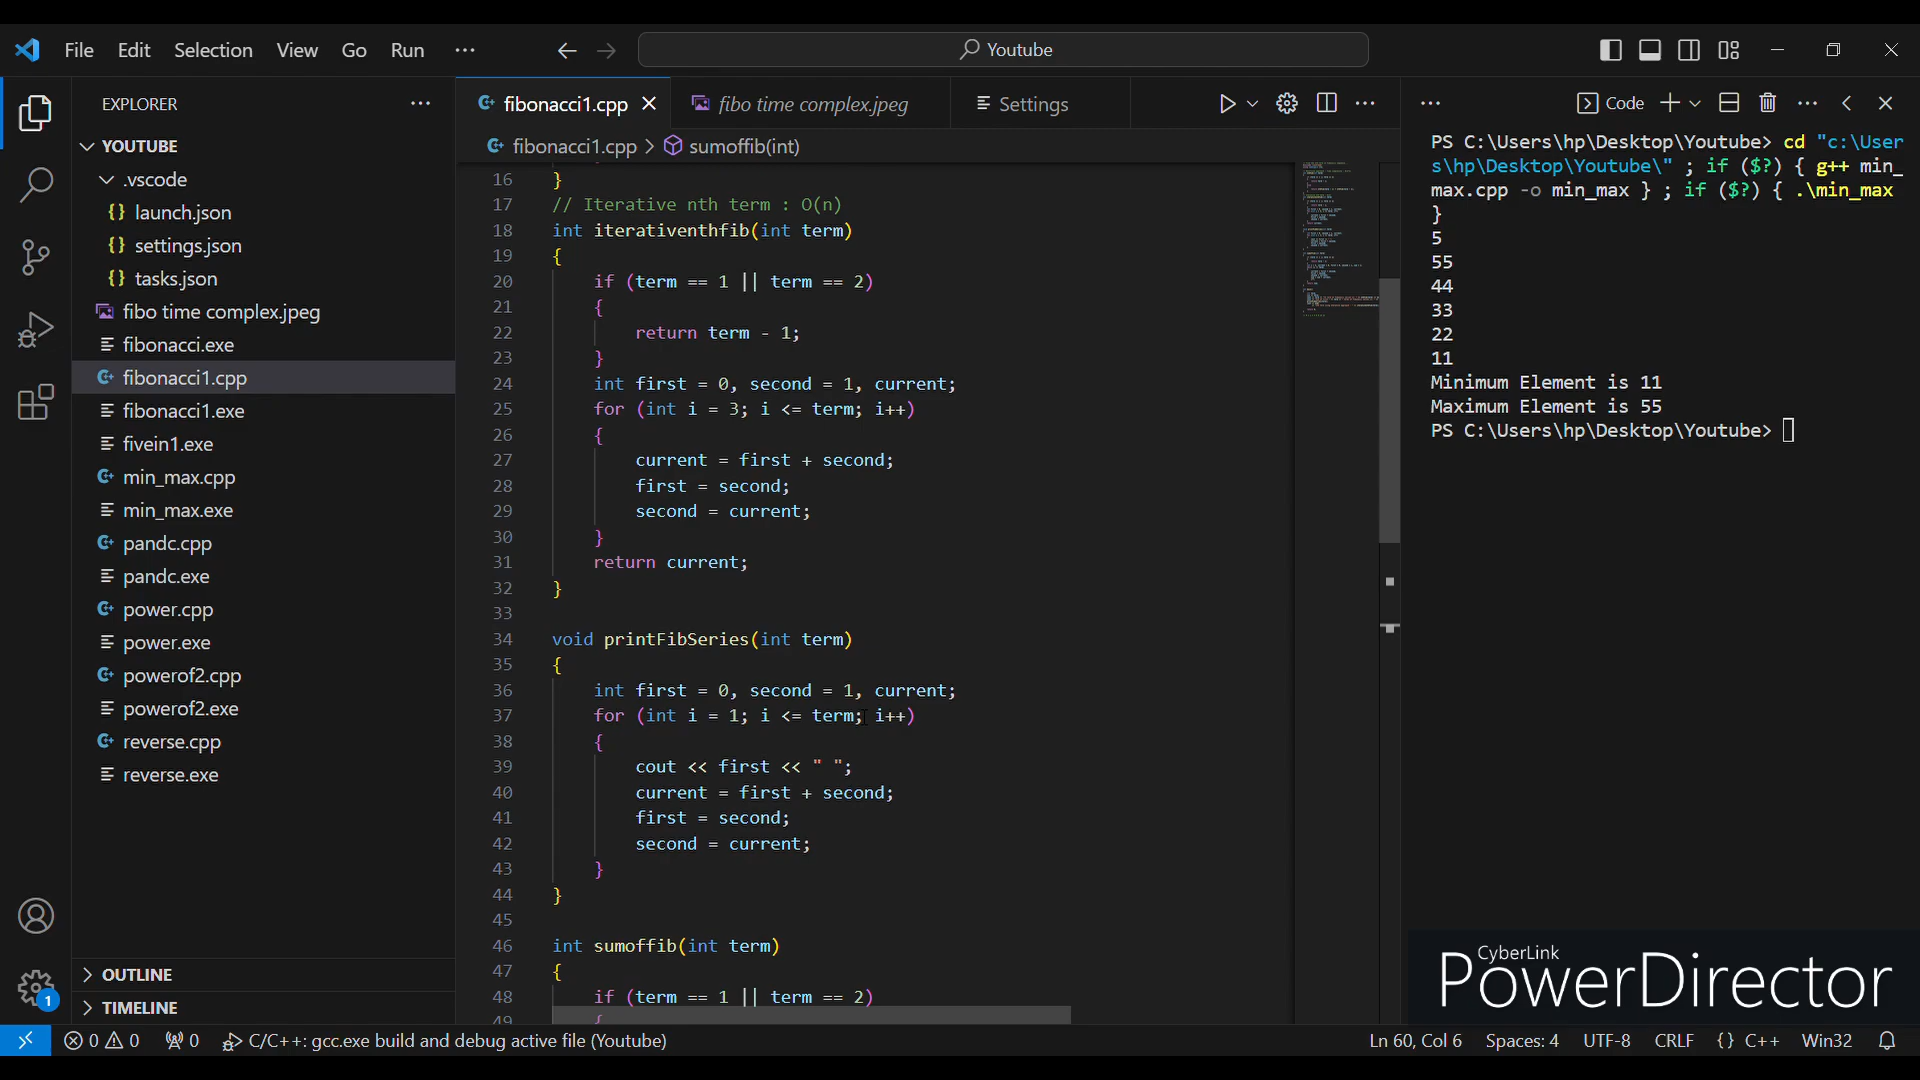 File Edit Selection View Go Run ··· Youtube
EXPLORER ···
YOUTUBE
.vscode
{} launch.json
{} settings.json
{} tasks.json
fibo time complex.jpeg
fibonacci.exe
fibonacci1.cpp
fibonacci1.exe
fivein1.exe
min_max.cpp
min_max.exe
pandc.cpp
pandc.exe
power.cpp
power.exe
powerof2.cpp
powerof2.exe
reverse.cpp
reverse.exe
OUTLINE
TIMELINE
1
fibonacci1.cpp fibo time complex.jpeg Settings
fibonacci1.cpp > sumoffib(int)
16 }
17 // Iterative nth term : O(n)
18 int iterativenthfib(int term)
19 {
20 if (term == 1 || term == 2)
21 {
22 return term - 1;
23 }
24 int first = 0, second = 1, current;
25 for (int i = 3; i <= term; i++)
26 {
27 current = first + second;
28 first = second;
29 second = current;
30 }
31 return current;
32 }
33
34 void printFibSeries(int term)
35 {
36 int first = 0, second = 1, current;
37 for (int i = 1; i <= term; i++)
38 {
39 cout << first << " ";
40 current = first + second;
41 first = second;
42 second = current;
43 }
44 }
45
46 int sumoffib(int term)
47 {
48 if (term == 1 || term == 2)
49 {
Code
PS C:\Users\hp\Desktop\Youtube> cd "c:\User
s\hp\Desktop\Youtube\" ; if ($?) { g++ min_
max.cpp -o min_max } ; if ($?) { .\min_max
}
5
55
44
33
22
11
Minimum Element is 11
Maximum Element is 55
PS C:\Users\hp\Desktop\Youtube>
CyberLink
PowerDirector
0 0 0 C/C++: gcc.exe build and debug active file (Youtube) Ln 60, Col 6 Spaces: 4 UTF-8 CRLF {} C++ Win32